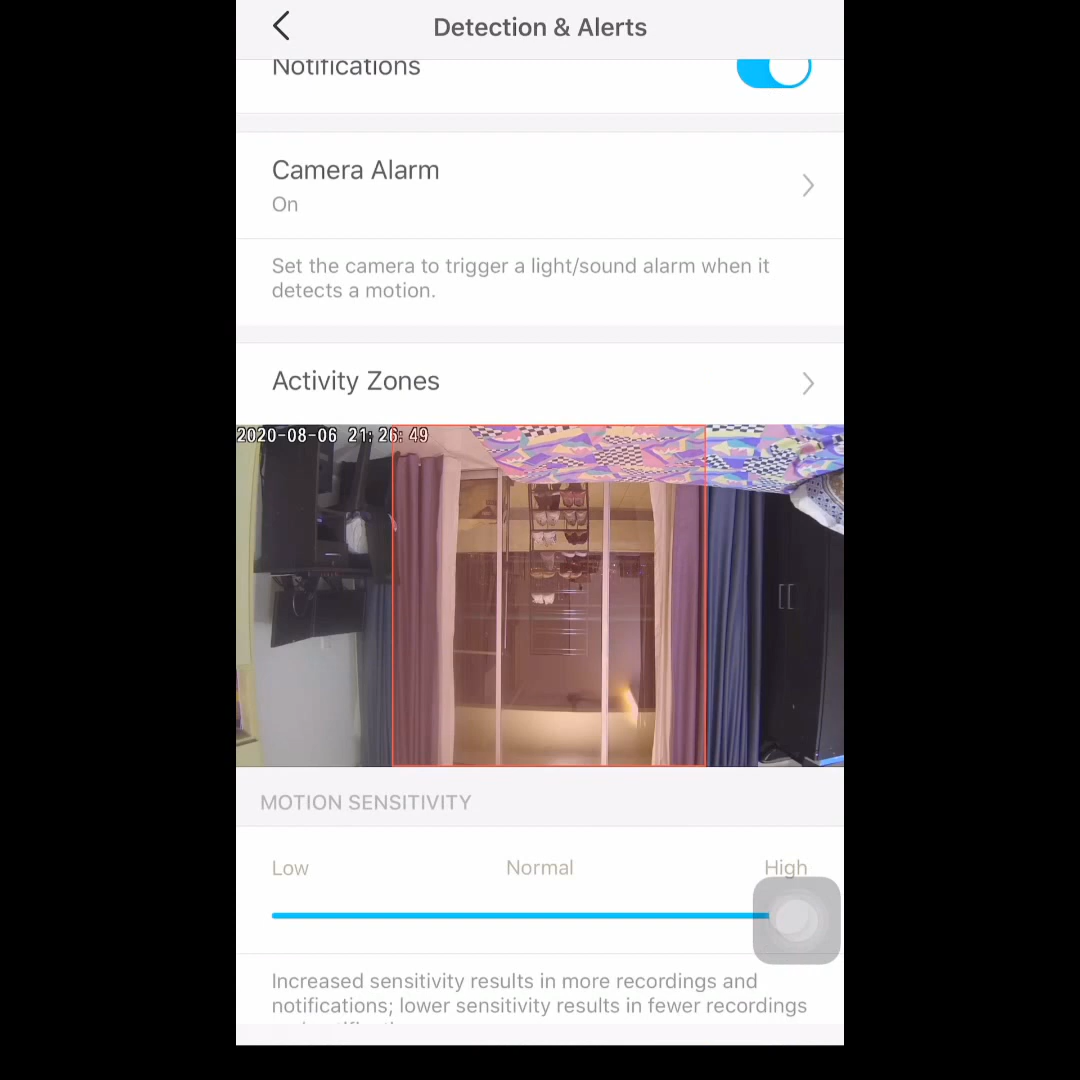 Detection & Alerts
Notifications
Camera Alarm
On
Set the camera to trigger a light/sound alarm when it
detects a motion.
Activity Zones
2020-08-06 21:26:49
MOTION SENSITIVITY
Low Normal High
Increased sensitivity results in more recordings and
notifications; lower sensitivity results in fewer recordings